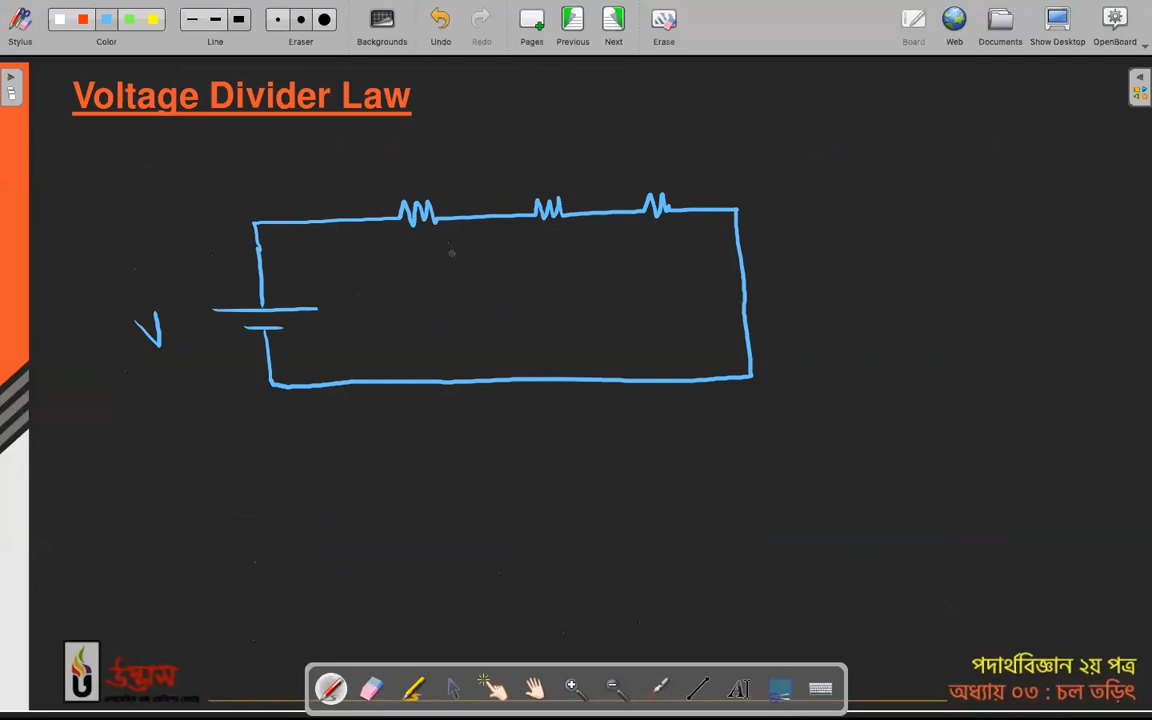 Stylus
Color
Line
Eraser
Backgrounds
Undo
Redo
Pages
Previous
Next
Erase
Board
Web
Documents
Show Desktop
OpenBoard
Voltage Divider Law
V
উদ্ভাস
পদার্থবিজ্ঞান ২য় পত্র
অধ্যায় ০৩ : চল তড়িৎ